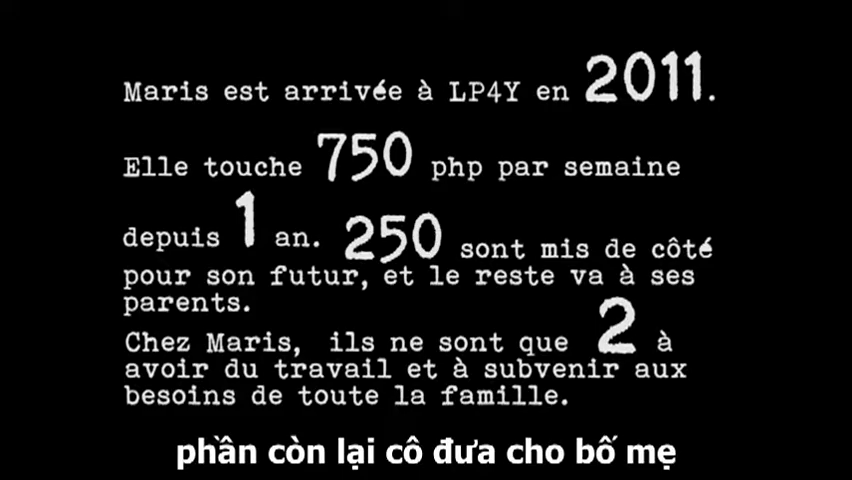 Maris est arrivée à LP4Y en 2011.
Elle touche 750 php par semaine
depuis 1 an. 250 sont mis de côté
pour son futur, et le reste va à ses
parents.
Chez Maris, ils ne sont que 2 à
avoir du travail et à subvenir aux
besoins de toute la famille.
phần còn lại cô đưa cho bố mẹ